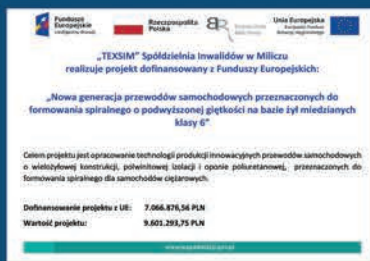 Fundusze
Europejskie
Rzeczpospolita
Polska
Unia Europejska
„TEXSIM” Spółdzielnia Inwalidów w Miliczu
realizuje projekt dofinansowany z Funduszy Europejskich:
„Nowa generacja przewodów samochodowych przeznaczonych do
formowania spiralnego o podwyższonej giętkości na bazie żył miedzianych
klasy 6”
Celem projektu jest opracowanie technologii produkcji innowacyjnych przewodów samochodowych
o wielożyłowej konstrukcji, poliwinitowej izolacji i oponie poliuretanowej, przeznaczonych do
formowania spiralnego dla samochodów ciężarowych.
Dofinansowanie projektu z UE: 7.066.876,56 PLN
Wartość projektu: 9.601.293,75 PLN